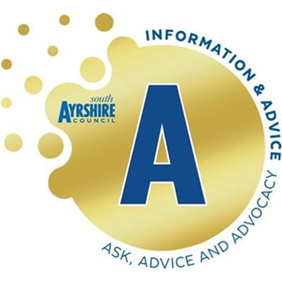 INFORMATION & ADVICE
south
AYRSHIRE
COUNCIL
A
ASK, ADVICE AND ADVOCACY